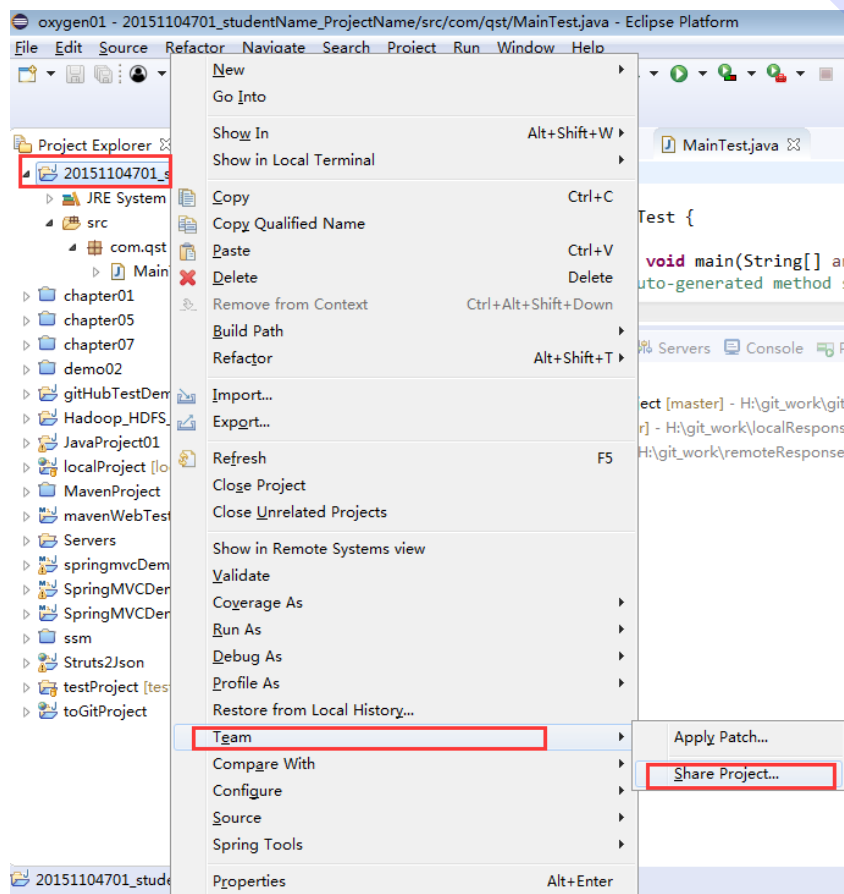 oxygen01 - 20151104701_studentName_ProjectName/src/com/qst/MainTest.java - Eclipse Platform
File Edit Source Refactor Navigate Search Project Run Window Help
New
Go Into
Show In Alt+Shift+W
Show in Local Terminal
Copy Ctrl+C
Copy Qualified Name
Paste Ctrl+V
Delete Delete
Remove from Context Ctrl+Alt+Shift+Down
Build Path
Refactor Alt+Shift+T
Import...
Export...
Refresh F5
Close Project
Close Unrelated Projects
Show in Remote Systems view
Validate
Coverage As
Run As
Debug As
Profile As
Restore from Local History...
Team
Compare With
Configure
Source
Spring Tools
Properties Alt+Enter
Apply Patch...
Share Project...
Project Explorer
20151104701_s
JRE System
src
com.qst
Main
chapter01
chapter05
chapter07
demo02
gitHubTestDem
Hadoop_HDFS_
JavaProject01
localProject [lo
MavenProject
mavenWebTest
Servers
springmvcDem
SpringMVCDer
SpringMVCDer
ssm
Struts2Json
testProject [tes
toGitProject
MainTest.java
Test {
void main(String[] a
uto-generated method s
Servers Console
ect [master] - H:\git_work\git
r] - H:\git_work\localRespons
H:\git_work\remoteResponse
20151104701_stude